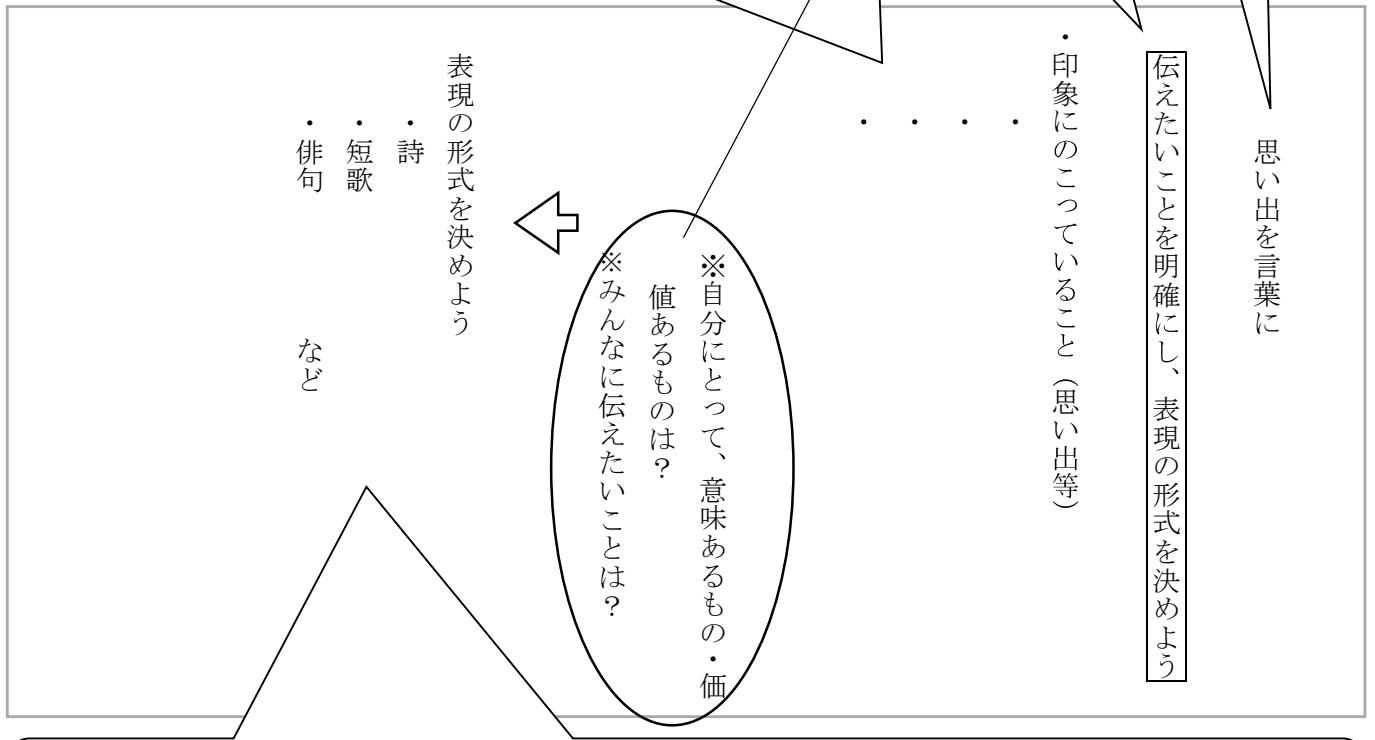 思い出を言葉に
伝えたいことを明確にし、表現の形式を決めよう
・印象にのこっていること（思い出等）
・
・
・
・
※自分にとって、意味あるもの・価
値あるものは？
※みんなに伝えたいことは？
表現の形式を決めよう
・詩
・短歌
・俳句　　　　　など